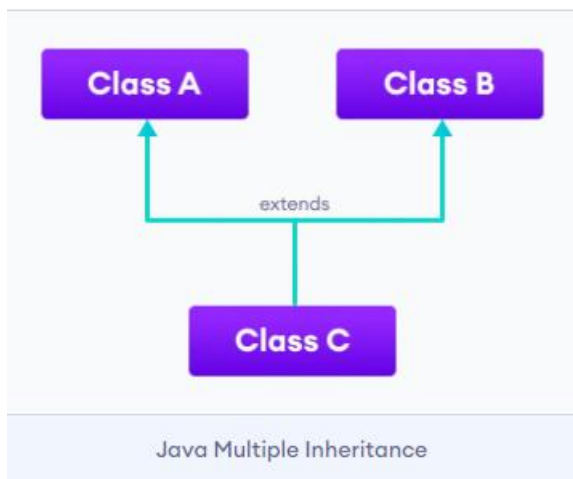 Class A
Class B
extends
Class C
Java Multiple Inheritance